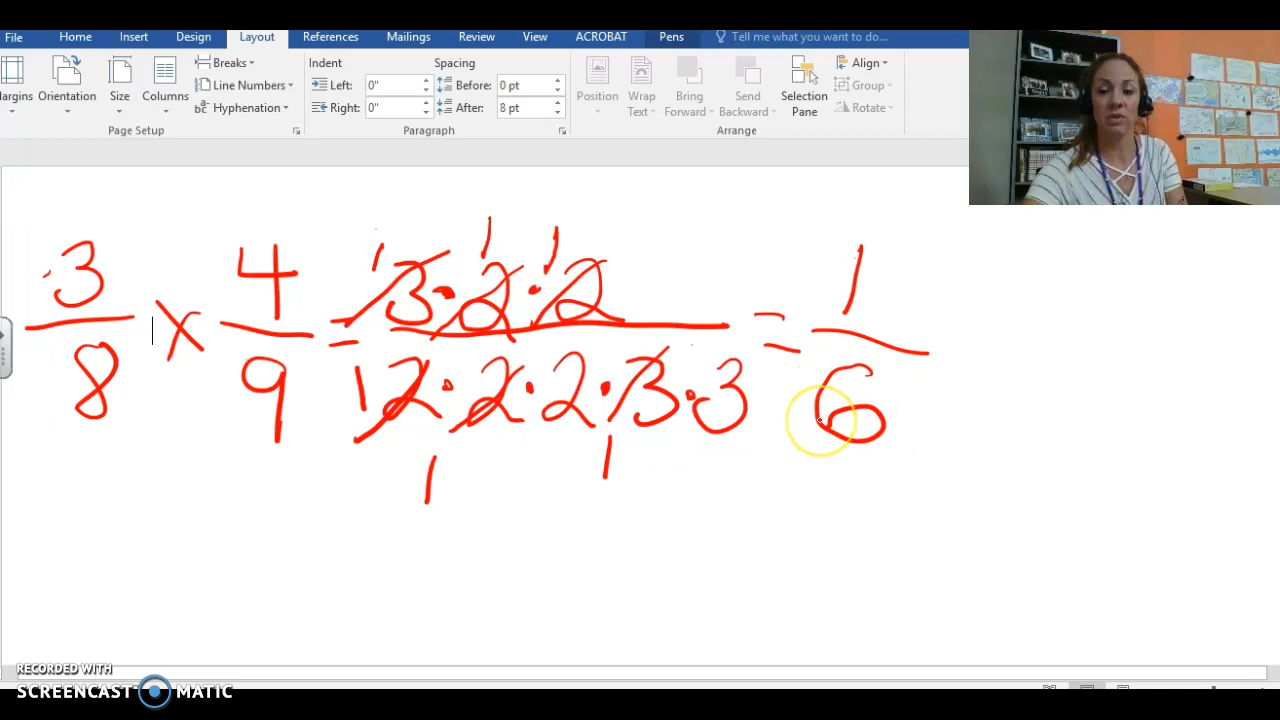 File Home Insert Design Layout References Mailings Review View ACROBAT Pens Tell me what you want to do...
Breaks Indent Spacing Align
Line Numbers Left: 0" Before: 0 pt Group
Hyphenation Right: 0" After: 8 pt Rotate
argins Orientation Size Columns Position Wrap Text Bring Forward Send Backward Selection Pane
Page Setup Paragraph Arrange
1 1 1
3/8 × 4/9 = 3·2·2 / 12·2·2·3·3 = 1/6
1 1
RECORDED WITH
SCREENCAST MATIC